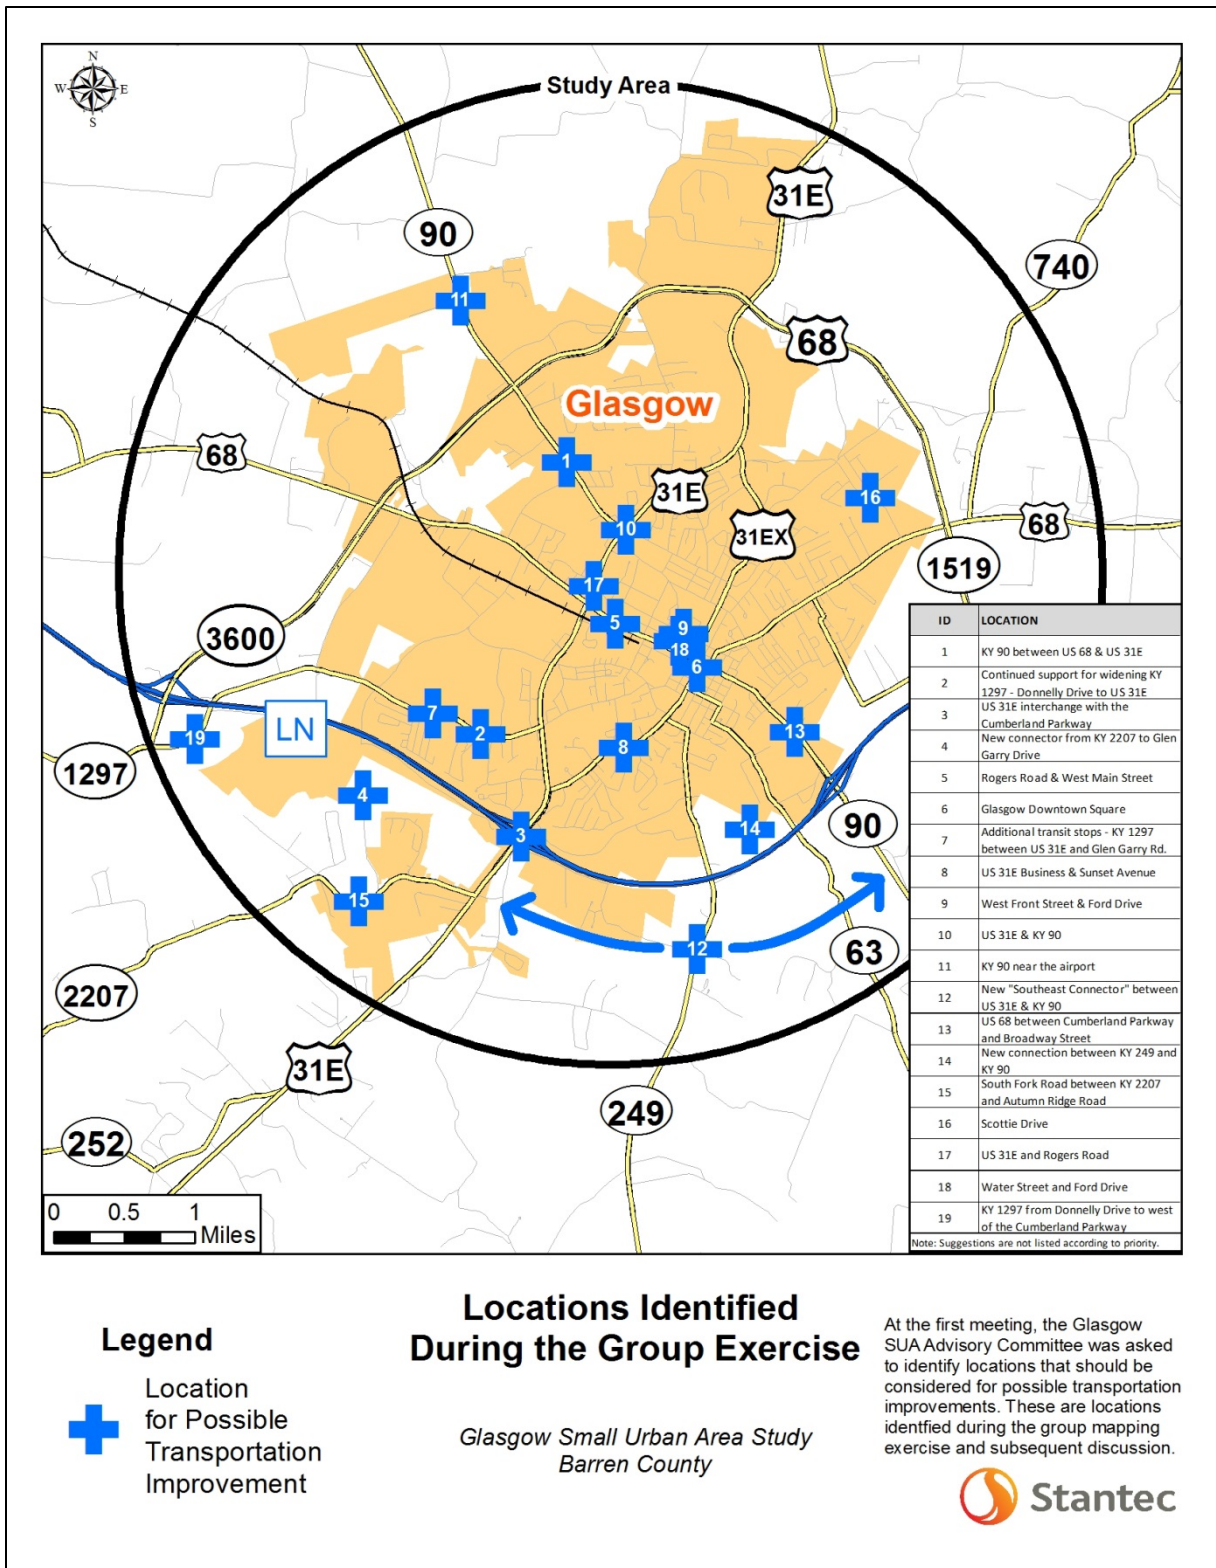 N
W
E
S
Study Area
31E
90
740
11
68
Glasgow
68
1
31E
16
10
31EX
68
1519
17
5
9
18
6
3600
LN
7
2
8
13
19
1297
4
3
14
90
15
12
63
2207
31E
249
252
0 0.5 1
Miles
ID LOCATION
1 KY 90 between US 68 & US 31E
2 Continued support for widening KY
1297 - Donnelly Drive to US 31E
3 US 31E interchange with the
Cumberland Parkway
4 New connector from KY 2207 to Glen
Garry Drive
5 Rogers Road & West Main Street
6 Glasgow Downtown Square
7 Additional transit stops - KY 1297
between US 31E and Glen Garry Rd.
8 US 31E Business & Sunset Avenue
9 West Front Street & Ford Drive
10 US 31E & KY 90
11 KY 90 near the airport
12 New "Southeast Connector" between
US 31E & KY 90
13 US 68 between Cumberland Parkway
and Broadway Street
14 New connection between KY 249 and
KY 90
15 South Fork Road between KY 2207
and Autumn Ridge Road
16 Scottie Drive
17 US 31E and Rogers Road
18 Water Street and Ford Drive
19 KY 1297 from Donnelly Drive to west
of the Cumberland Parkway
Note: Suggestions are not listed according to priority.
Legend
Location
for Possible
Transportation
Improvement
Locations Identified
During the Group Exercise
Glasgow Small Urban Area Study
Barren County
At the first meeting, the Glasgow
SUA Advisory Committee was asked
to identify locations that should be
considered for possible transportation
improvements. These are locations
identfied during the group mapping
exercise and subsequent discussion.
Stantec